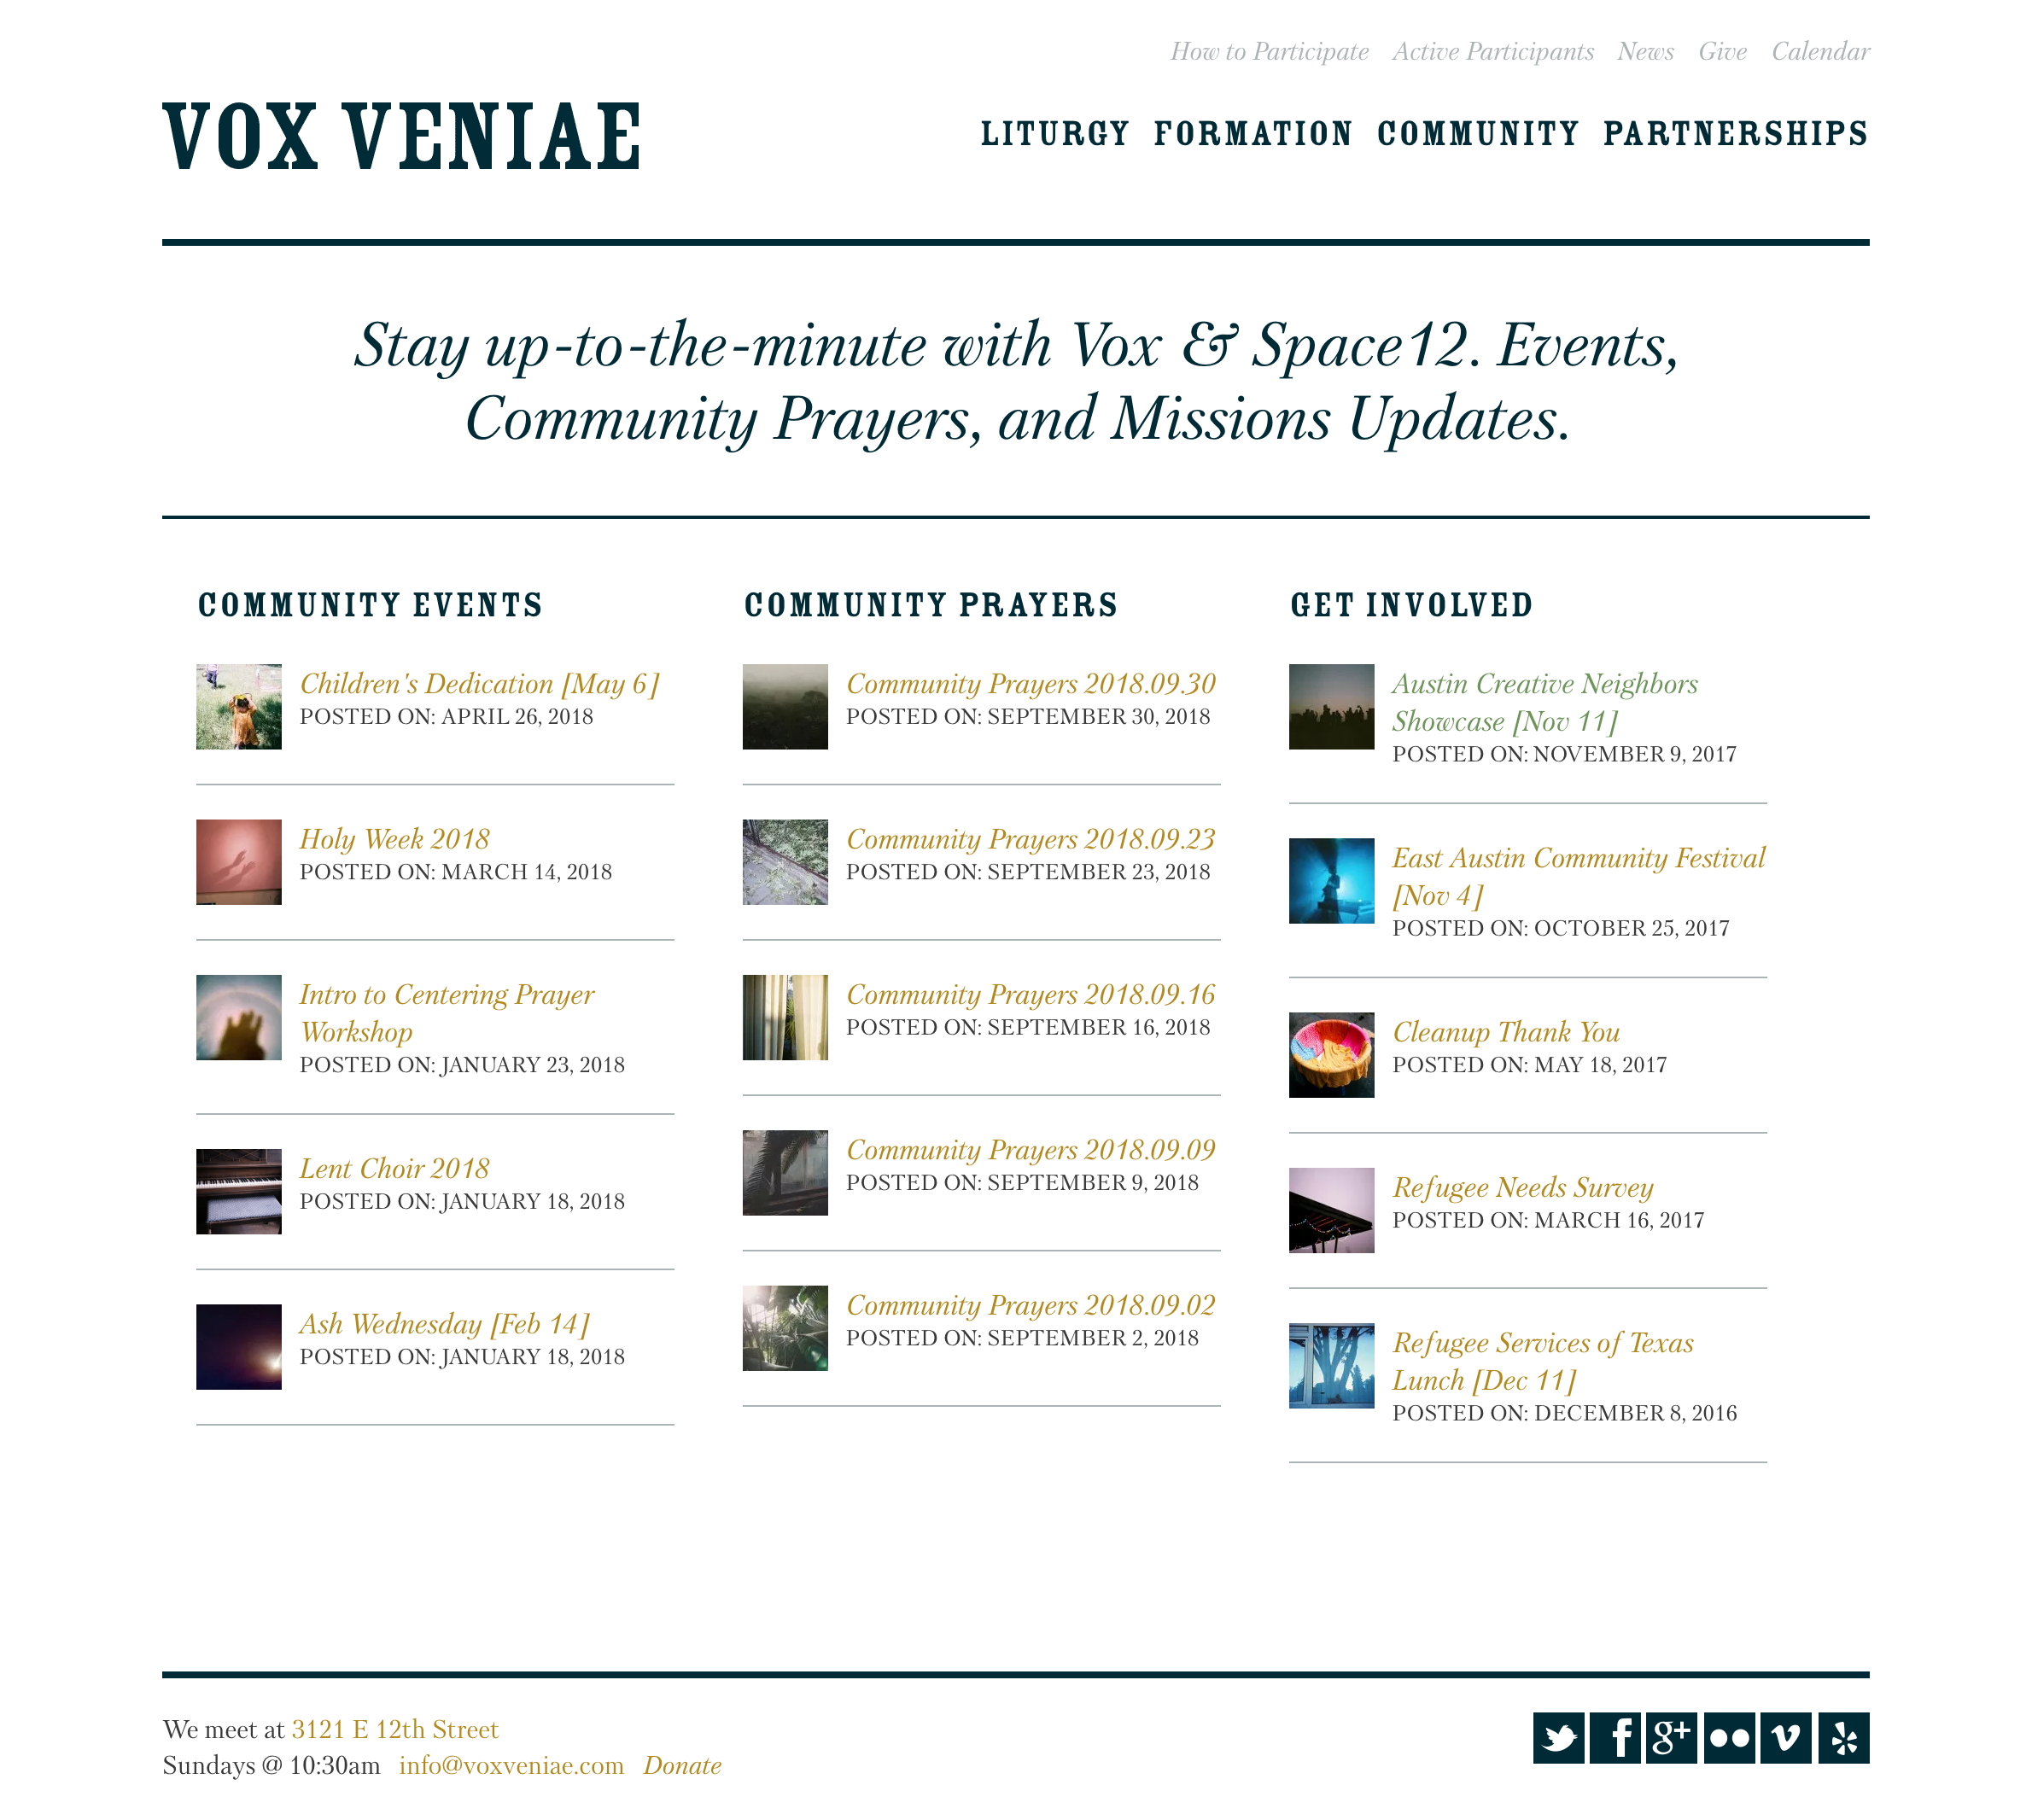 How to Participate Active Participants News Give Calendar
VOX VENIAE
LITURGY FORMATION COMMUNITY PARTNERSHIPS
Stay up-to-the-minute with Vox & Space12. Events,
Community Prayers, and Missions Updates.
COMMUNITY EVENTS
Children's Dedication [May 6]
POSTED ON: APRIL 26, 2018
Holy Week 2018
POSTED ON: MARCH 14, 2018
Intro to Centering Prayer
Workshop
POSTED ON: JANUARY 23, 2018
Lent Choir 2018
POSTED ON: JANUARY 18, 2018
Ash Wednesday [Feb 14]
POSTED ON: JANUARY 18, 2018
COMMUNITY PRAYERS
Community Prayers 2018.09.30
POSTED ON: SEPTEMBER 30, 2018
Community Prayers 2018.09.23
POSTED ON: SEPTEMBER 23, 2018
Community Prayers 2018.09.16
POSTED ON: SEPTEMBER 16, 2018
Community Prayers 2018.09.09
POSTED ON: SEPTEMBER 9, 2018
Community Prayers 2018.09.02
POSTED ON: SEPTEMBER 2, 2018
GET INVOLVED
Austin Creative Neighbors
Showcase [Nov 11]
POSTED ON: NOVEMBER 9, 2017
East Austin Community Festival
[Nov 4]
POSTED ON: OCTOBER 25, 2017
Cleanup Thank You
POSTED ON: MAY 18, 2017
Refugee Needs Survey
POSTED ON: MARCH 16, 2017
Refugee Services of Texas
Lunch [Dec 11]
POSTED ON: DECEMBER 8, 2016
We meet at 3121 E 12th Street
Sundays @ 10:30am info@voxveniae.com Donate